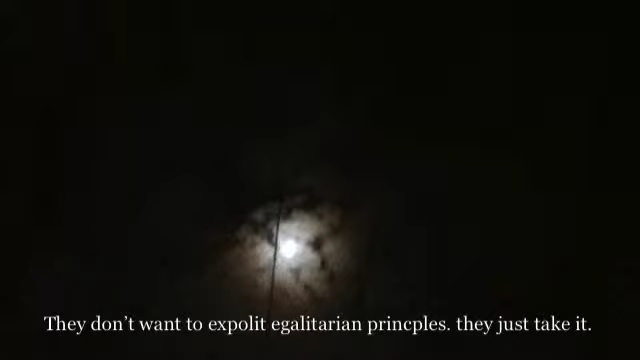 They don’t want to expolit egalitarian princples. they just take it.